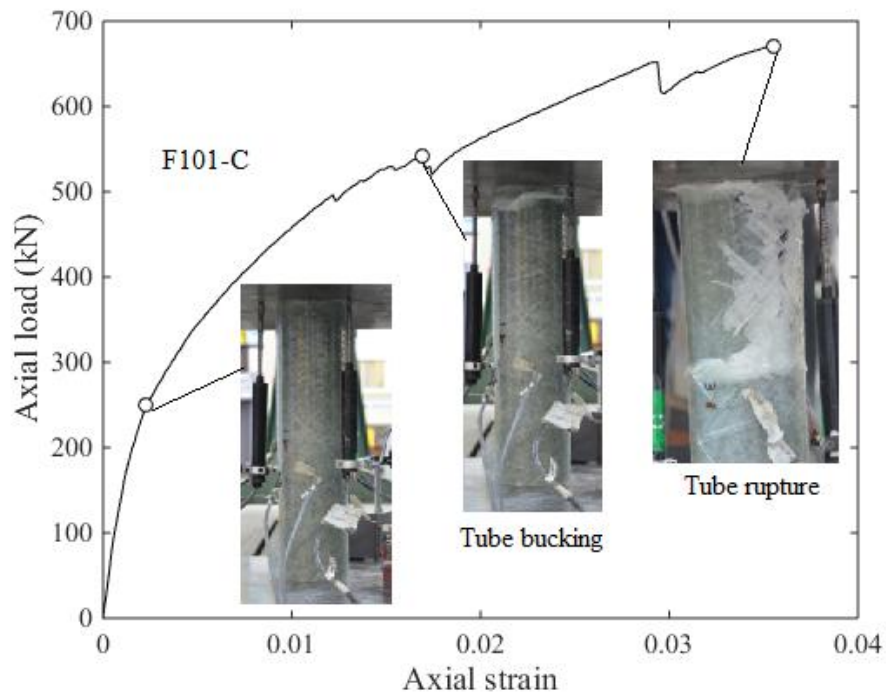 700
600
500
400
300
200
100
0
0
0.01
0.02
0.03
0.04
Axial load (kN)
Axial strain
F101-C
Tube bucking
Tube rupture